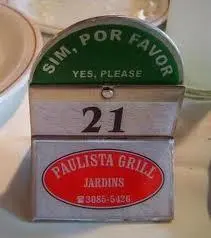 SIM, POR FAVOR
YES, PLEASE
21
PAULISTA GRILL
JARDINS
☎3085-5426